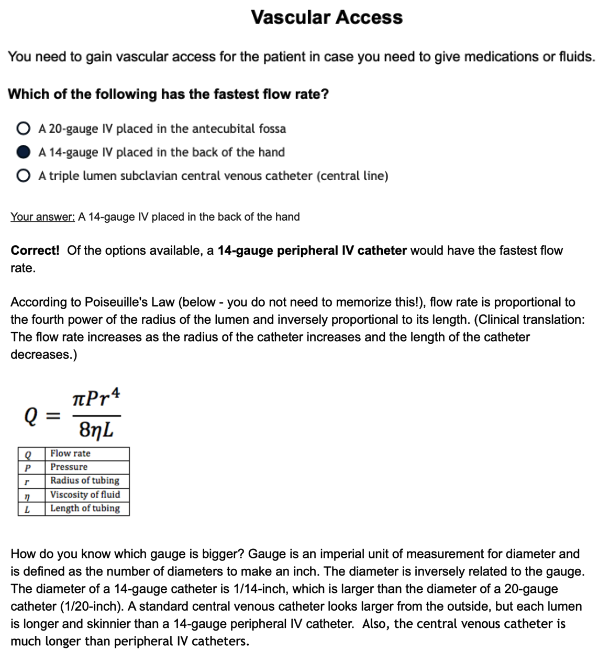 Vascular Access
You need to gain vascular access for the patient in case you need to give medications or fluids.
Which of the following has the fastest flow rate?
A 20-gauge IV placed in the antecubital fossa
A 14-gauge IV placed in the back of the hand
A triple lumen subclavian central venous catheter (central line)
Your answer: A 14-gauge IV placed in the back of the hand
Correct! Of the options available, a 14-gauge peripheral IV catheter would have the fastest flow
rate.
According to Poiseuille's Law (below - you do not need to memorize this!), flow rate is proportional to
the fourth power of the radius of the lumen and inversely proportional to its length. (Clinical translation:
The flow rate increases as the radius of the catheter increases and the length of the catheter
decreases.)
Q = πPr⁴ / 8ηL
Q Flow rate
P Pressure
r Radius of tubing
η Viscosity of fluid
L Length of tubing
How do you know which gauge is bigger? Gauge is an imperial unit of measurement for diameter and
is defined as the number of diameters to make an inch. The diameter is inversely related to the gauge.
The diameter of a 14-gauge catheter is 1/14-inch, which is larger than the diameter of a 20-gauge
catheter (1/20-inch). A standard central venous catheter looks larger from the outside, but each lumen
is longer and skinnier than a 14-gauge peripheral IV catheter. Also, the central venous catheter is
much longer than peripheral IV catheters.